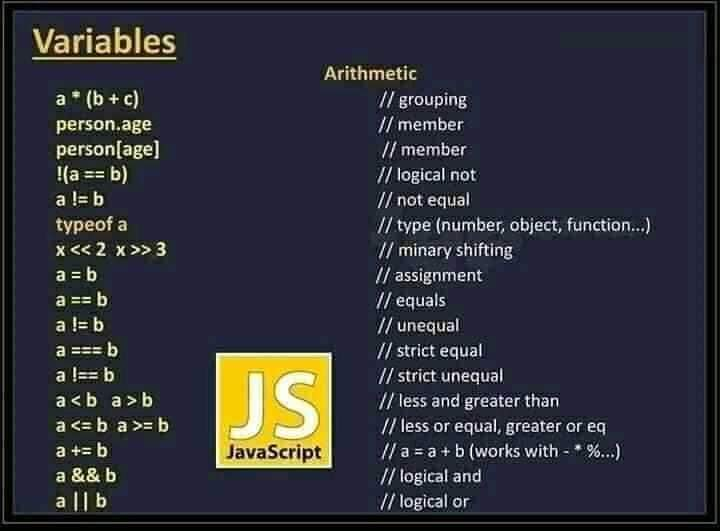 Variables
Arithmetic
a * (b + c) // grouping
person.age // member
person[age] // member
!(a == b) // logical not
a != b // not equal
typeof a // type (number, object, function...)
x << 2 x >> 3 // minary shifting
a = b // assignment
a == b // equals
a != b // unequal
a === b // strict equal
a !== b // strict unequal
a < b a > b // less and greater than
a <= b a >= b // less or equal, greater or eq
a += b // a = a + b (works with - * %...)
a && b // logical and
a || b // logical or
JS
JavaScript